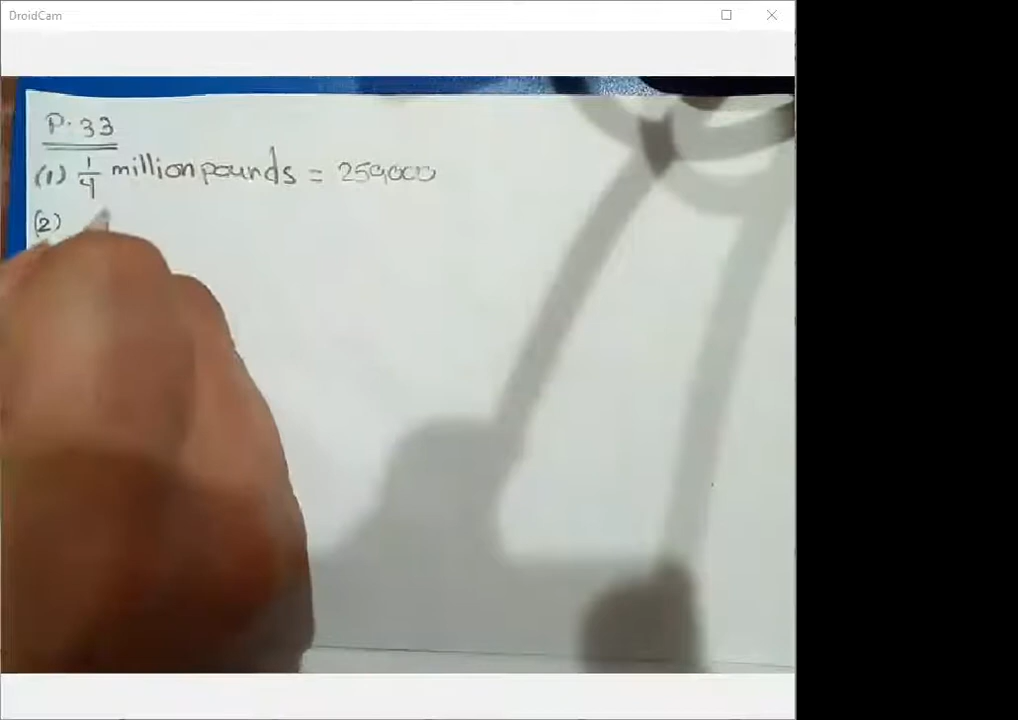 DroidCam
P. 33
(1) 1/4 million pounds = 250,000
(2)